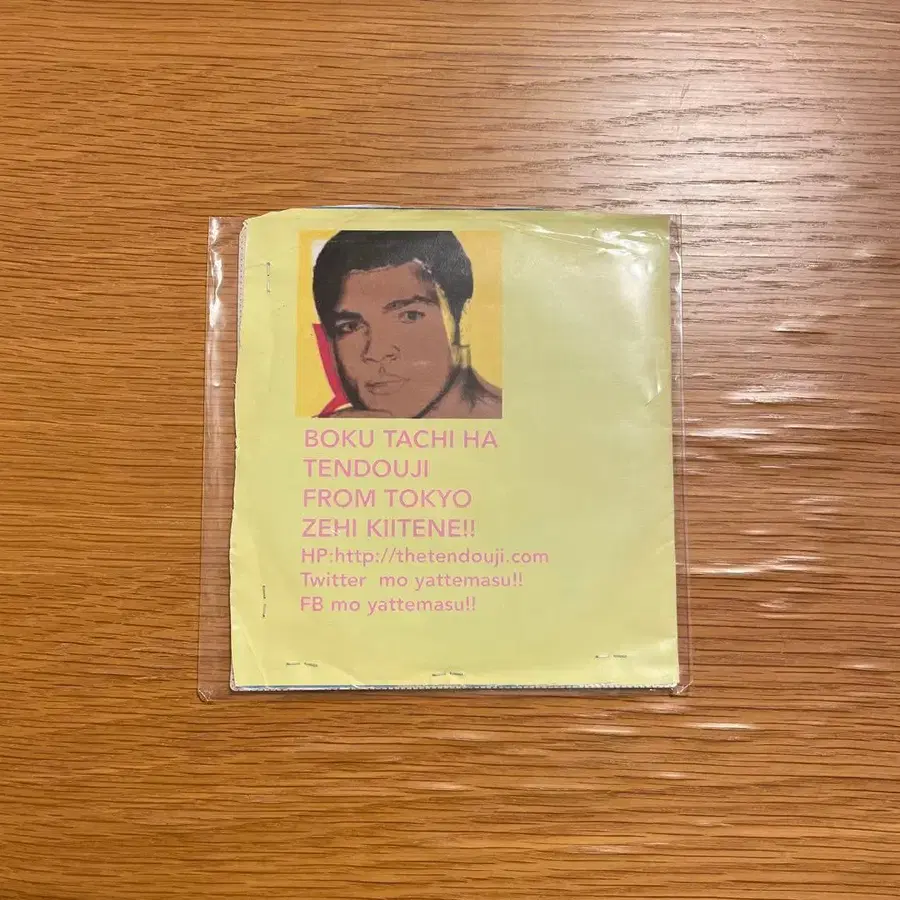 BOKU TACHI HA
TENDOUJI
FROM TOKYO
ZEHI KIITENE!!
HP:http://thetendouji.com
Twitter mo yattemasu!!
FB mo yattemasu!!